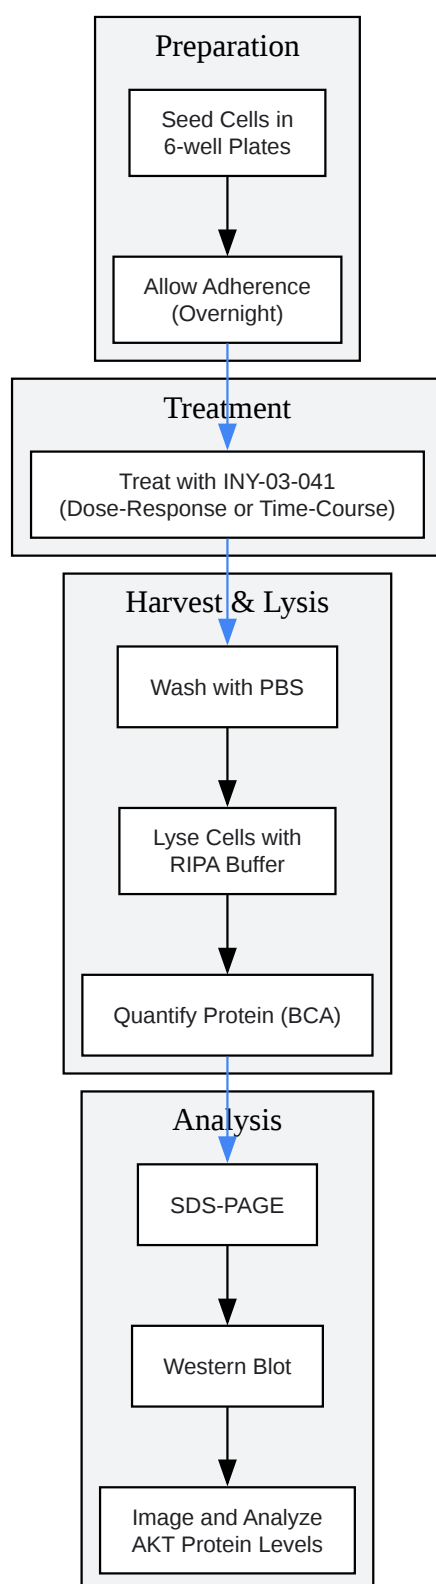 Preparation
Seed Cells in
6-well Plates
Allow Adherence
(Overnight)
Treatment
Treat with INY-03-041
(Dose-Response or Time-Course)
Harvest & Lysis
Wash with PBS
Lyse Cells with
RIPA Buffer
Quantify Protein (BCA)
Analysis
SDS-PAGE
Western Blot
Image and Analyze
AKT Protein Levels